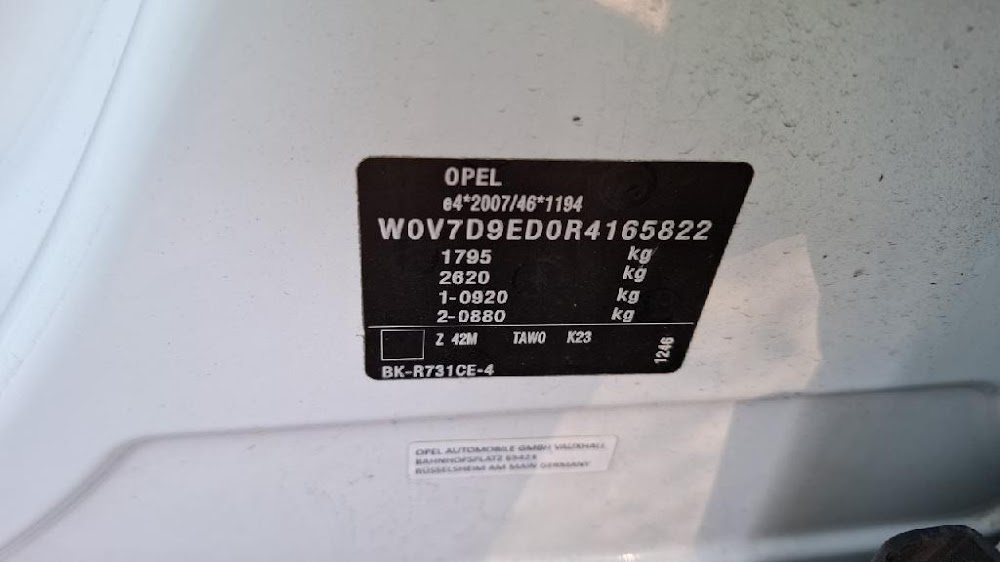 OPEL
e4*2007/46*1194
W0V7D9ED0R4165822
1795 kg
2620 kg
1-0920 kg
2-0880 kg
Z 42M TAW0 K23
1246
BK-R731CE-4
OPEL AUTOMOBILE GMBH VAUXHALL
BAHNHOFSPLATZ
RÜSSELSHEIM AM MAIN GERMANY